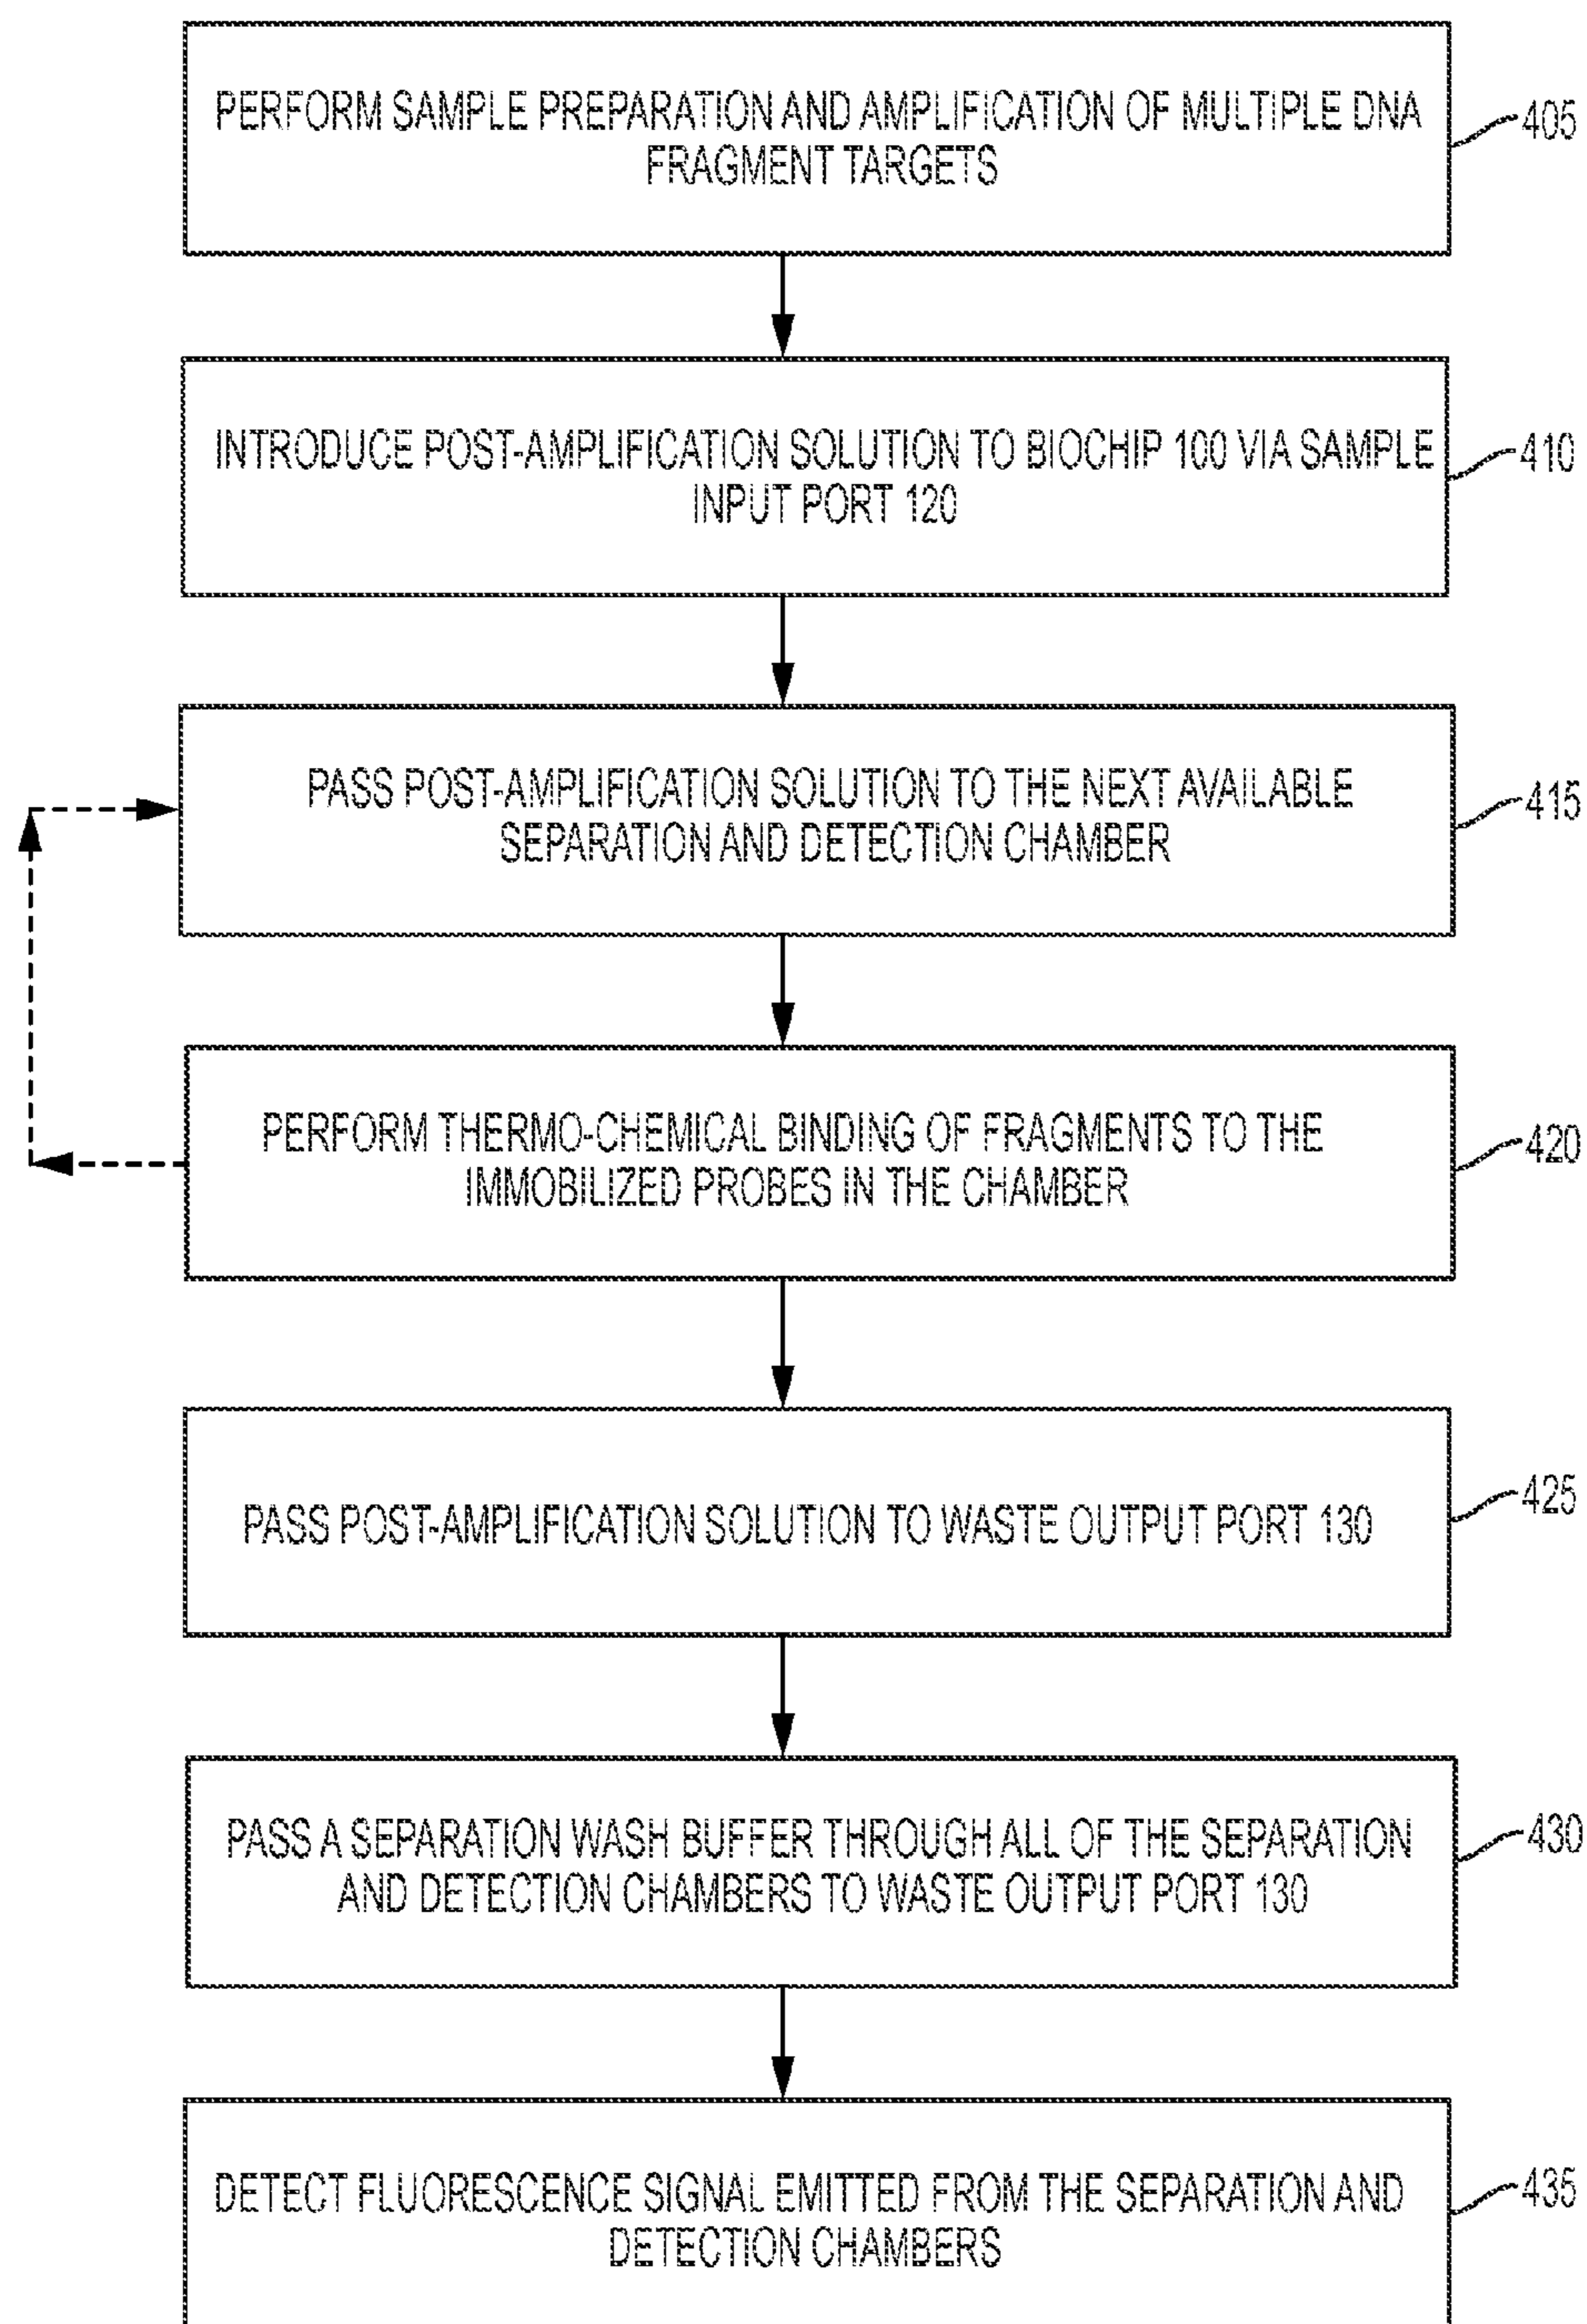 PERFORM SAMPLE PREPARATION AND AMPLIFICATION OF MULTIPLE DNA
FRAGMENT TARGETS
405
INTRODUCE POST-AMPLIFICATION SOLUTION TO BIOCHIP 100 VIA SAMPLE
INPUT PORT 120
410
PASS POST-AMPLIFICATION SOLUTION TO THE NEXT AVAILABLE
SEPARATION AND DETECTION CHAMBER
415
PERFORM THERMO-CHEMICAL BINDING OF FRAGMENTS TO THE
IMMOBILIZED PROBES IN THE CHAMBER
420
PASS POST-AMPLIFICATION SOLUTION TO WASTE OUTPUT PORT 130
425
PASS A SEPARATION WASH BUFFER THROUGH ALL OF THE SEPARATION
AND DETECTION CHAMBERS TO WASTE OUTPUT PORT 130
430
DETECT FLUORESCENCE SIGNAL EMITTED FROM THE SEPARATION AND
DETECTION CHAMBERS
435